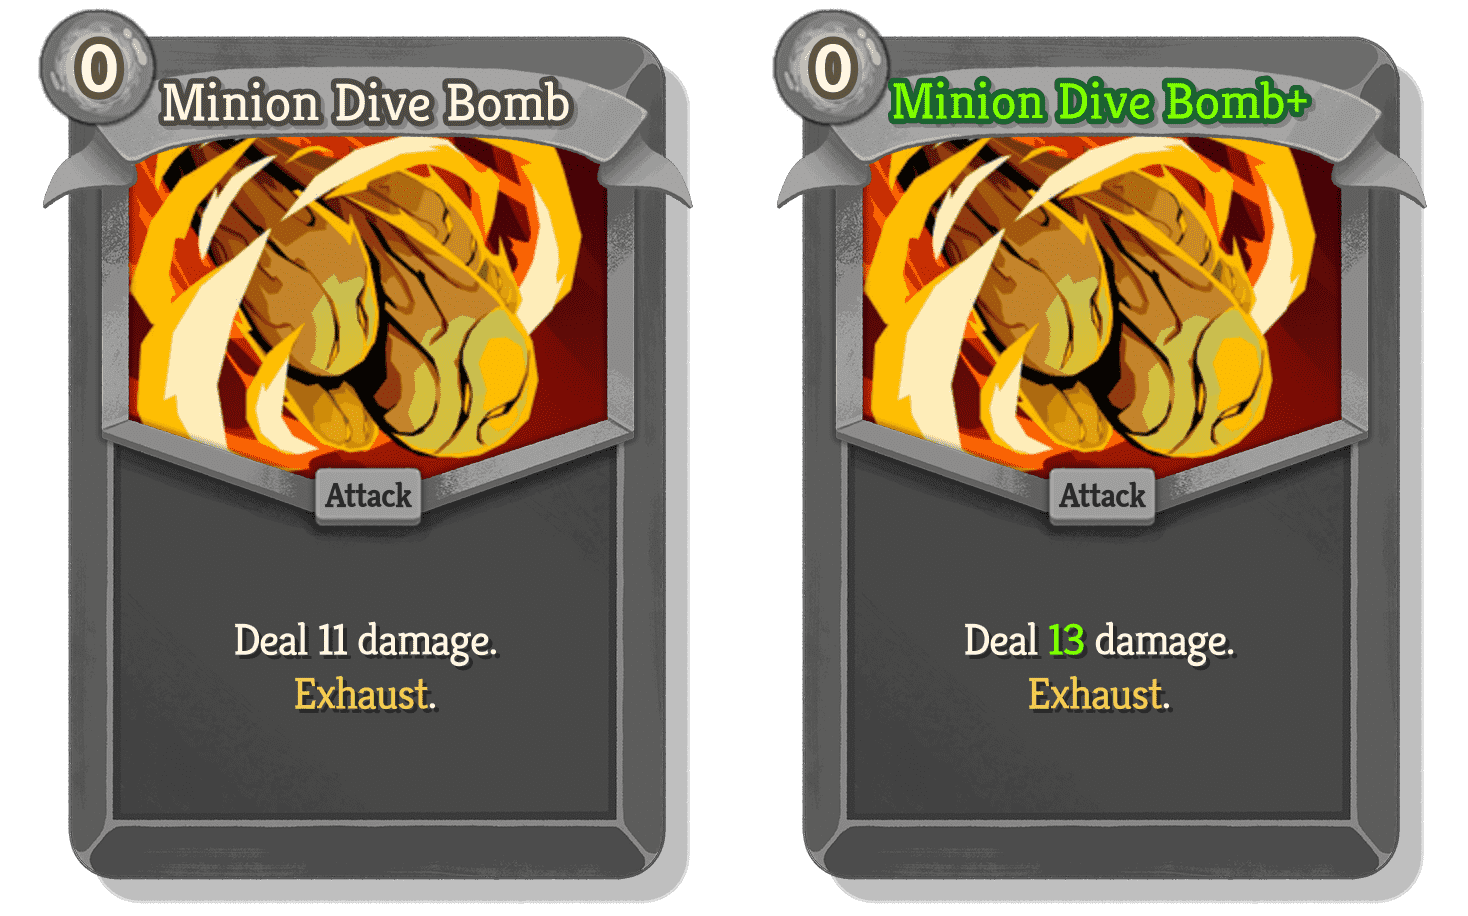 0
Minion Dive Bomb
Attack
Deal 11 damage.
Exhaust.
0
Minion Dive Bomb+
Attack
Deal 13 damage.
Exhaust.